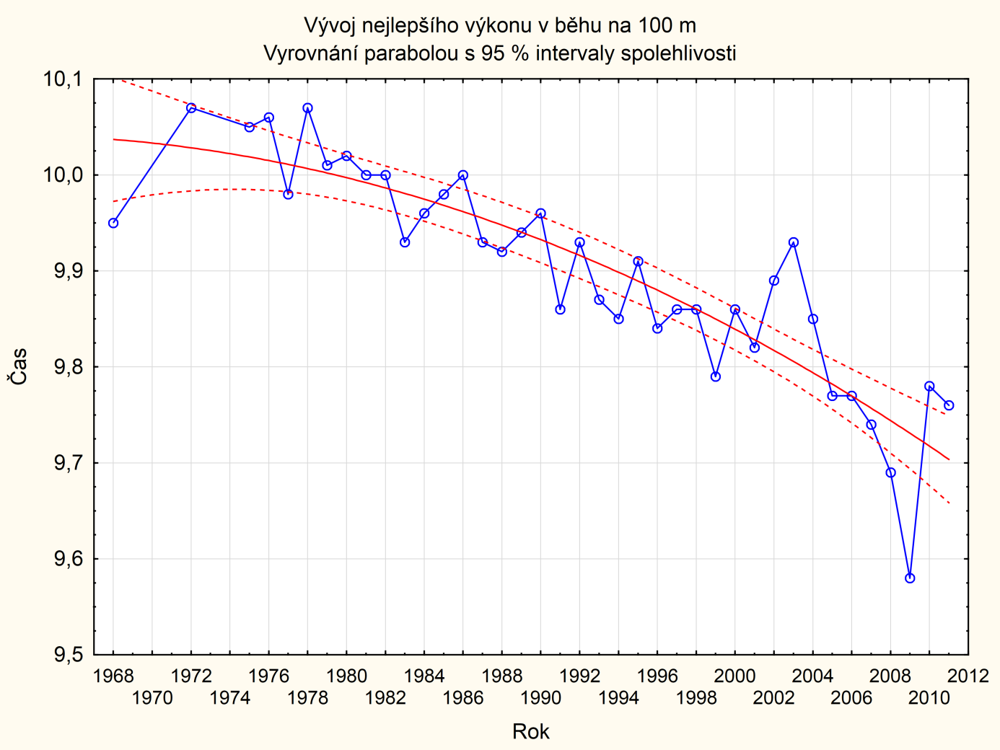 Vývoj nejlepšího výkonu v běhu na 100 m
Vyrovnání parabolou s 95 % intervaly spolehlivosti
10,1
10,0
9,9
9,8
9,7
9,6
9,5
Čas
1968 1972 1976 1980 1984 1988 1992 1996 2000 2004 2008 2012
1970 1974 1978 1982 1986 1990 1994 1998 2002 2006 2010
Rok